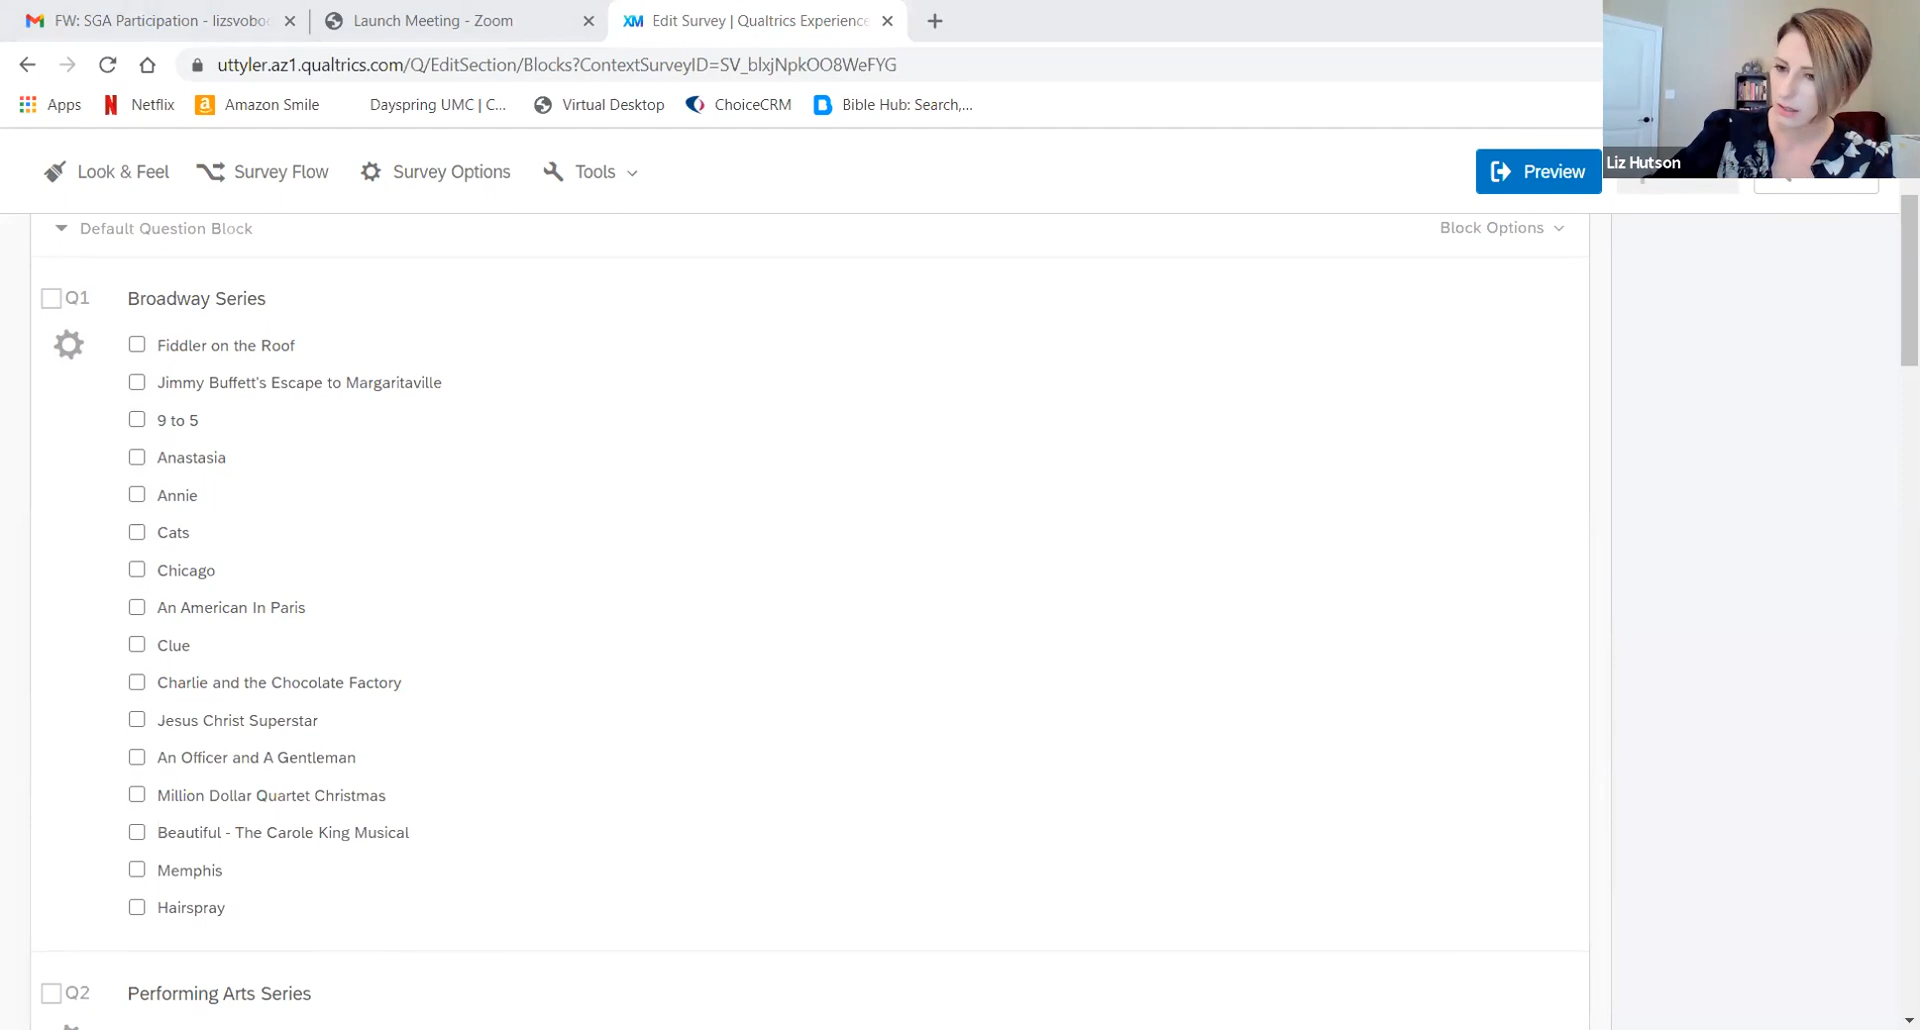 FW: SGA Participation - lizsvobo
Launch Meeting - Zoom
XM Edit Survey | Qualtrics Experience
uttyler.az1.qualtrics.com/Q/EditSection/Blocks?ContextSurveyID=SV_blxjNpkOO8WeFYG
Apps
Netflix
Amazon Smile
Dayspring UMC | C...
Virtual Desktop
ChoiceCRM
Bible Hub: Search,...
Look & Feel
Survey Flow
Survey Options
Tools
Preview
Liz Hutson
Default Question Block
Block Options
Q1 Broadway Series
Fiddler on the Roof
Jimmy Buffett's Escape to Margaritaville
9 to 5
Anastasia
Annie
Cats
Chicago
An American In Paris
Clue
Charlie and the Chocolate Factory
Jesus Christ Superstar
An Officer and A Gentleman
Million Dollar Quartet Christmas
Beautiful - The Carole King Musical
Memphis
Hairspray
Q2 Performing Arts Series